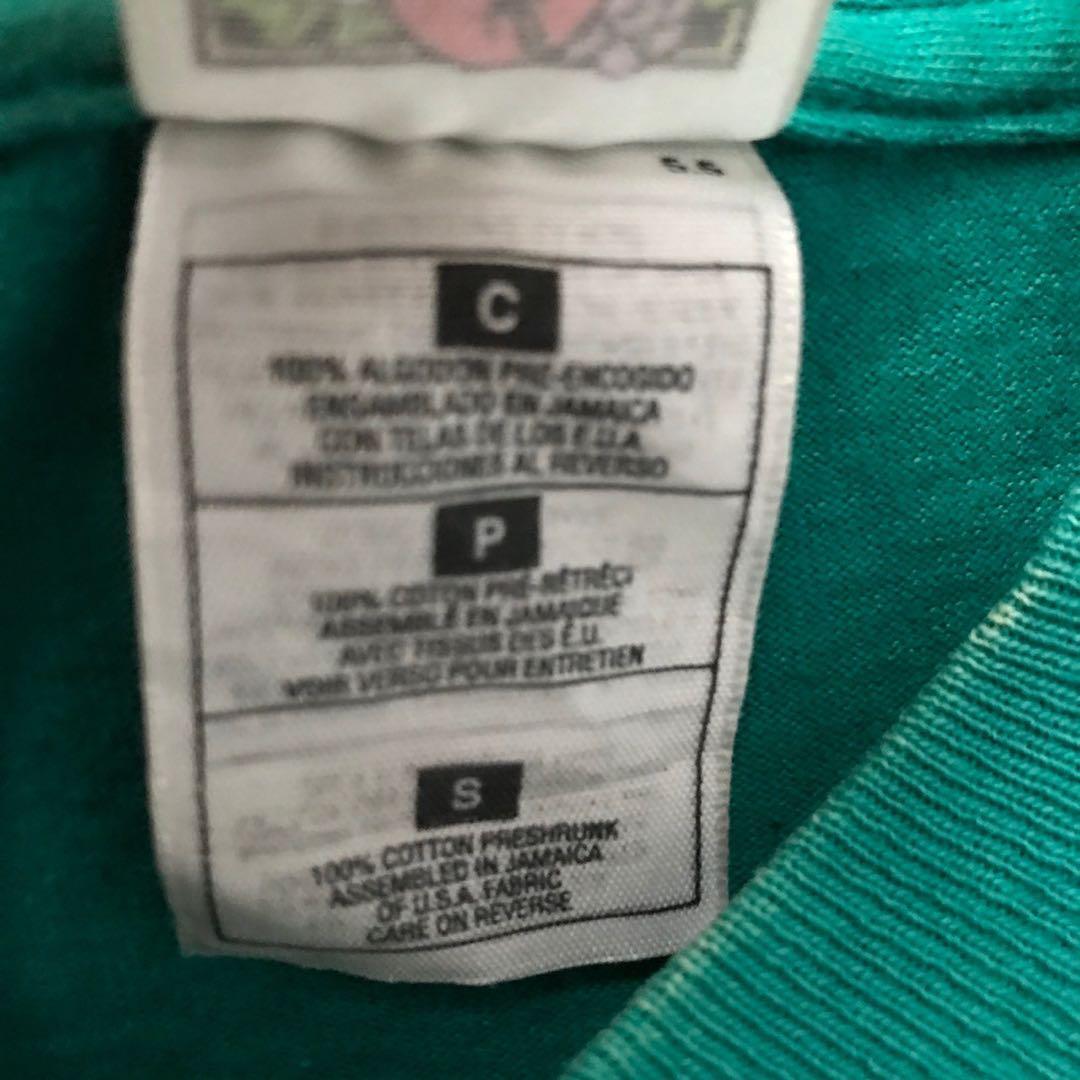 C
100% ALGODON PRE-ENCOGIDO
ENSAMBLADO EN JAMAICA
CON TELAS DE LOS E.U.A.
INSTRUCCIONES AL REVERSO
P
100% COTON PRÉ-RÉTRÉCI
ASSEMBLÉ EN JAMAIQUE
AVEC TISSUS DES É.U.
VOIR VERSO POUR ENTRETIEN
S
100% COTTON PRESHRUNK
ASSEMBLED IN JAMAICA
OF U.S.A. FABRIC
CARE ON REVERSE